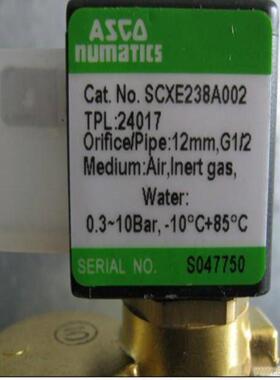 ASCO
numatics
Cat. No. SCXE238A002
TPL:24017
Orifice/Pipe:12mm,G1/2
Medium:Air,Inert gas,
Water:
0.3~10Bar, -10°C+85°C
SERIAL NO. S047750